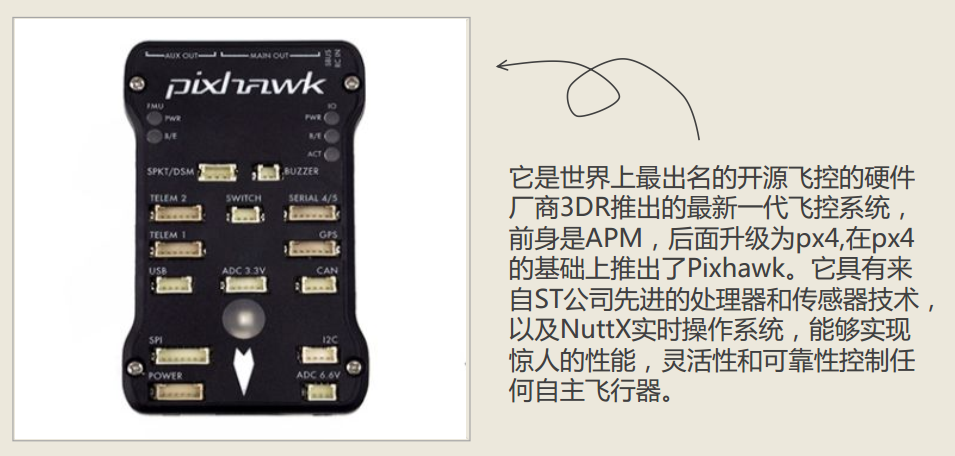 AUX OUT
MAIN OUT
SBUS
RC IN
pixhawk
FMU
IO
PWR
PWR
B/E
B/E
ACT
SPKT/DSM
BUZZER
TELEM 2
SWITCH
SERIAL 4/5
TELEM 1
GPS
USB
ADC 3.3V
CAN
SPI
I2C
POWER
ADC 6.6V
它是世界上最出名的开源飞控的硬件
厂商3DR推出的最新一代飞控系统，
前身是APM，后面升级为px4,在px4
的基础上推出了Pixhawk。它具有来
自ST公司先进的处理器和传感器技术，
以及NuttX实时操作系统，能够实现
惊人的性能，灵活性和可靠性控制任
何自主飞行器。